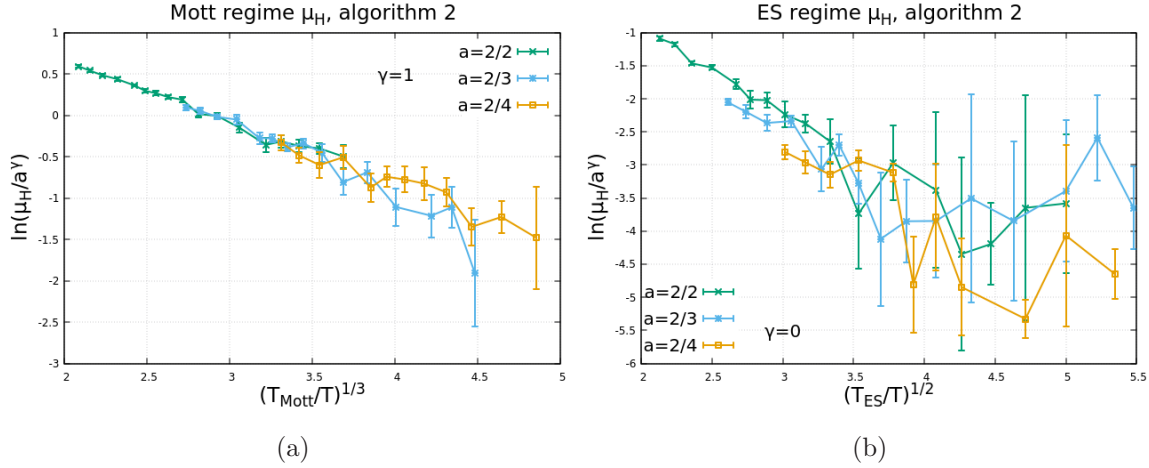 Mott regime μH, algorithm 2
1
0.5
0
-0.5
-1
-1.5
-2
-2.5
-3
2
2.5
3
3.5
4
4.5
5
ln(μH/aγ)
(TMott/T)1/3
a=2/2
a=2/3
a=2/4
γ=1
(a)
ES regime μH, algorithm 2
-1
-1.5
-2
-2.5
-3
-3.5
-4
-4.5
-5
-5.5
-6
2
2.5
3
3.5
4
4.5
5
5.5
ln(μH/aγ)
(TES/T)1/2
a=2/2
a=2/3
a=2/4
γ=0
(b)